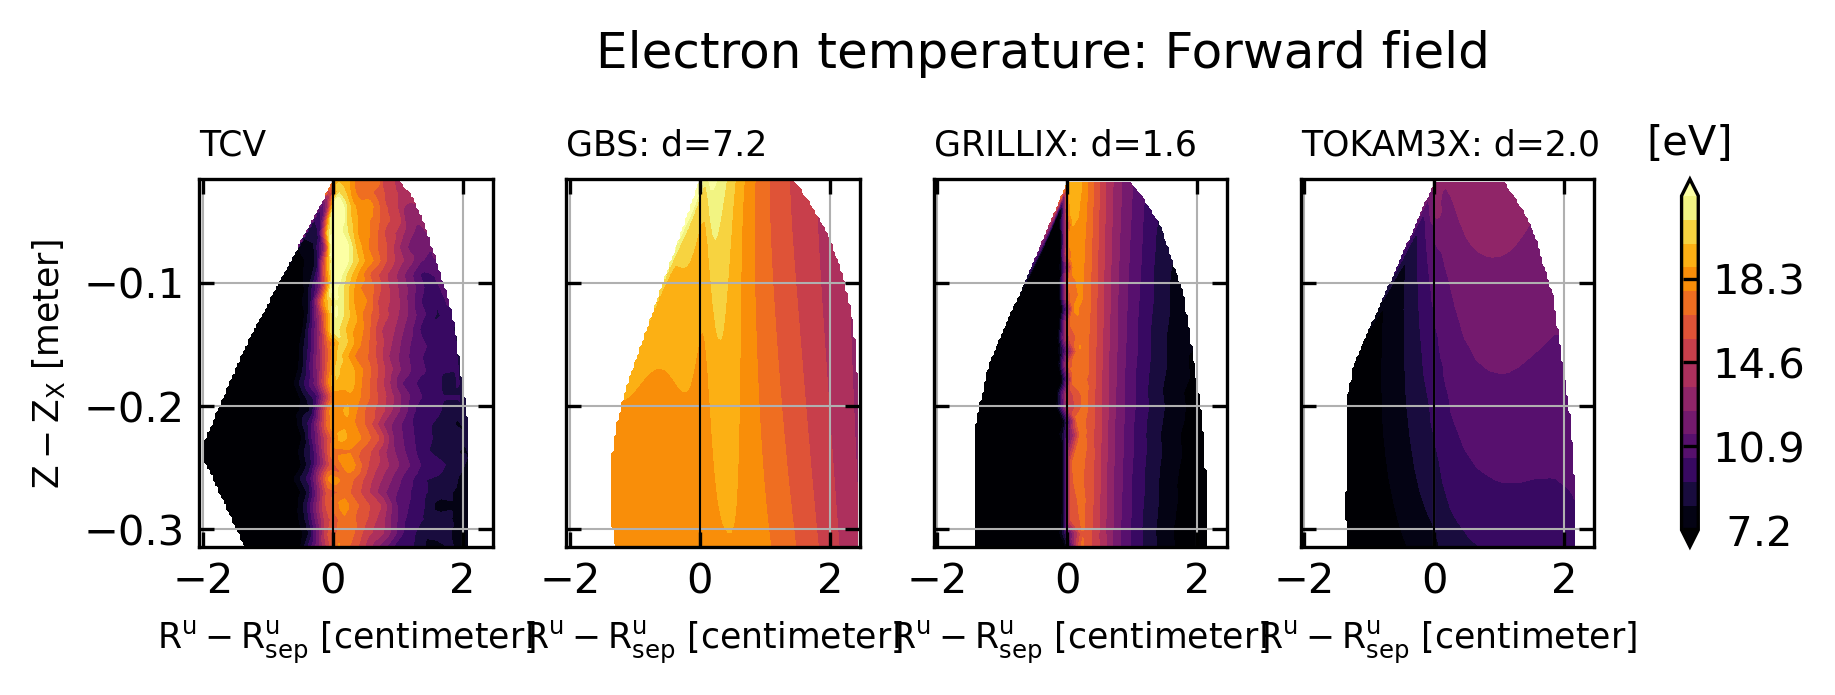 Electron temperature: Forward field
TCV
GBS: d=7.2
GRILLIX: d=1.6
TOKAM3X: d=2.0
[eV]
Z − Z_X [meter]
−0.1
−0.2
−0.3
18.3
14.6
10.9
7.2
−2 0 2
−2 0 2
−2 0 2
−2 0 2
R^u − R^u_sep [centimeter]
R^u − R^u_sep [centimeter]
R^u − R^u_sep [centimeter]
R^u − R^u_sep [centimeter]